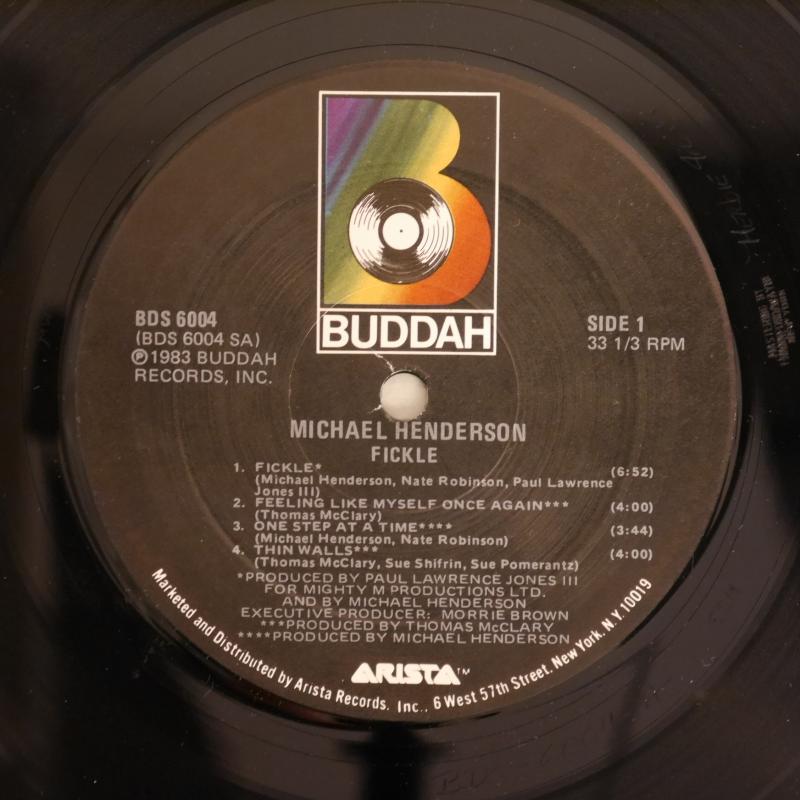 BUDDAH
BDS 6004
(BDS 6004 SA)
℗1983 BUDDAH
RECORDS, INC.
SIDE 1
33 1/3 RPM
MICHAEL HENDERSON
FICKLE
1. FICKLE* (6:52)
(Michael Henderson, Nate Robinson, Paul Lawrence
Jones III)
2. FEELING LIKE MYSELF ONCE AGAIN*** (4:00)
(Thomas McClary)
3. ONE STEP AT A TIME**** (3:44)
(Michael Henderson, Nate Robinson)
4. THIN WALLS*** (4:00)
(Thomas McClary, Sue Shifrin, Sue Pomerantz)
*PRODUCED BY PAUL LAWRENCE JONES III
FOR MIGHTY M PRODUCTIONS LTD.
AND BY MICHAEL HENDERSON
EXECUTIVE PRODUCER: MORRIE BROWN
***PRODUCED BY THOMAS McCLARY
****PRODUCED BY MICHAEL HENDERSON
ARISTA™
Marketed and Distributed by Arista Records, Inc., 6 West 57th Street, New York, N.Y. 10019